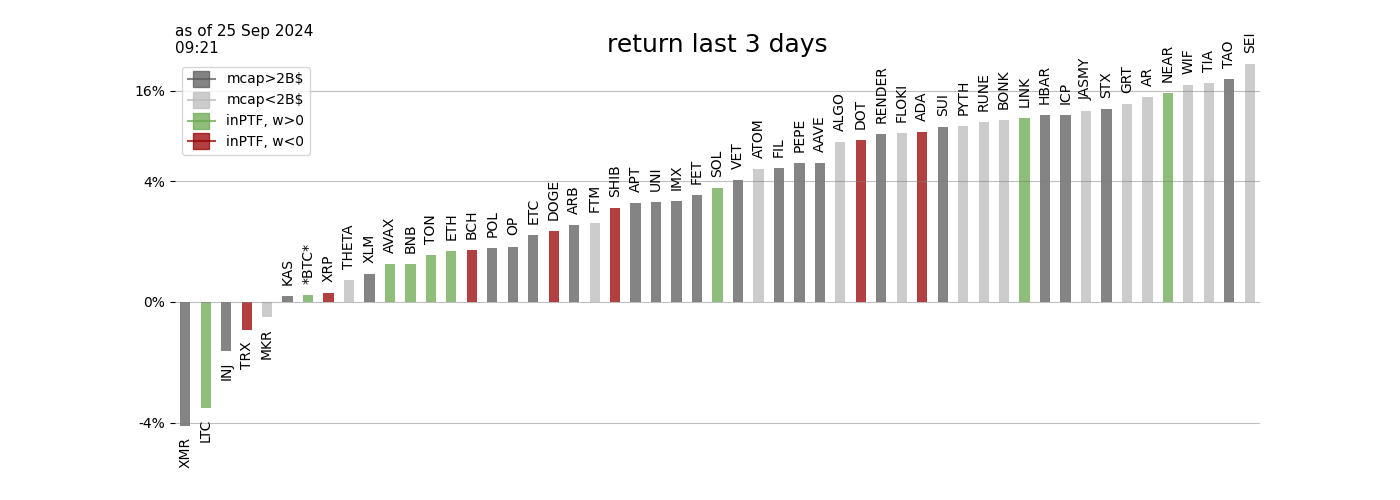 as of 25 Sep 2024
09:21
return last 3 days
mcap>2B$
mcap<2B$
inPTF, w>0
inPTF, w<0
16%
4%
0%
-4%
XMR
LTC
INJ
TRX
MKR
KAS
*BTC*
XRP
THETA
XLM
AVAX
BNB
TON
ETH
BCH
POL
OP
ETC
DOGE
ARB
FTM
SHIB
APT
UNI
IMX
FET
SOL
VET
ATOM
FIL
PEPE
AAVE
ALGO
DOT
RENDER
FLOKI
ADA
SUI
PYTH
RUNE
BONK
LINK
HBAR
ICP
JASMY
STX
GRT
AR
NEAR
WIF
TIA
TAO
SEI